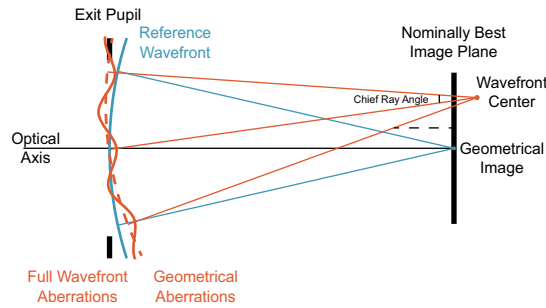 Exit Pupil
Reference
Wavefront
Nominally Best
Image Plane
Wavefront
Center
Chief Ray Angle
Optical
Axis
Geometrical
Image
Full Wavefront
Aberrations
Geometrical
Aberrations